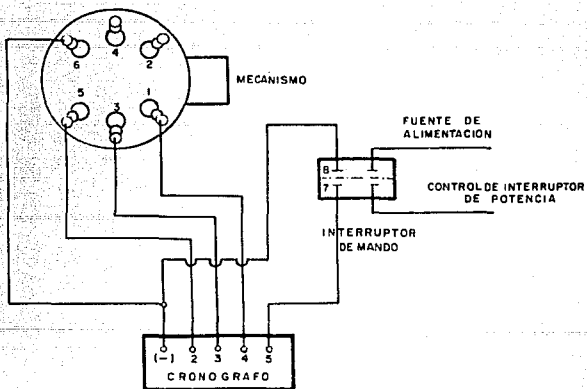 4
6
2
MECANISMO
5
3
1
FUENTE DE
ALIMENTACION
8
7
CONTROL DE INTERRUPTOR
DE POTENCIA
INTERRUPTOR
DE MANDO
(-) 2 3 4 5
CRONOGRAFO